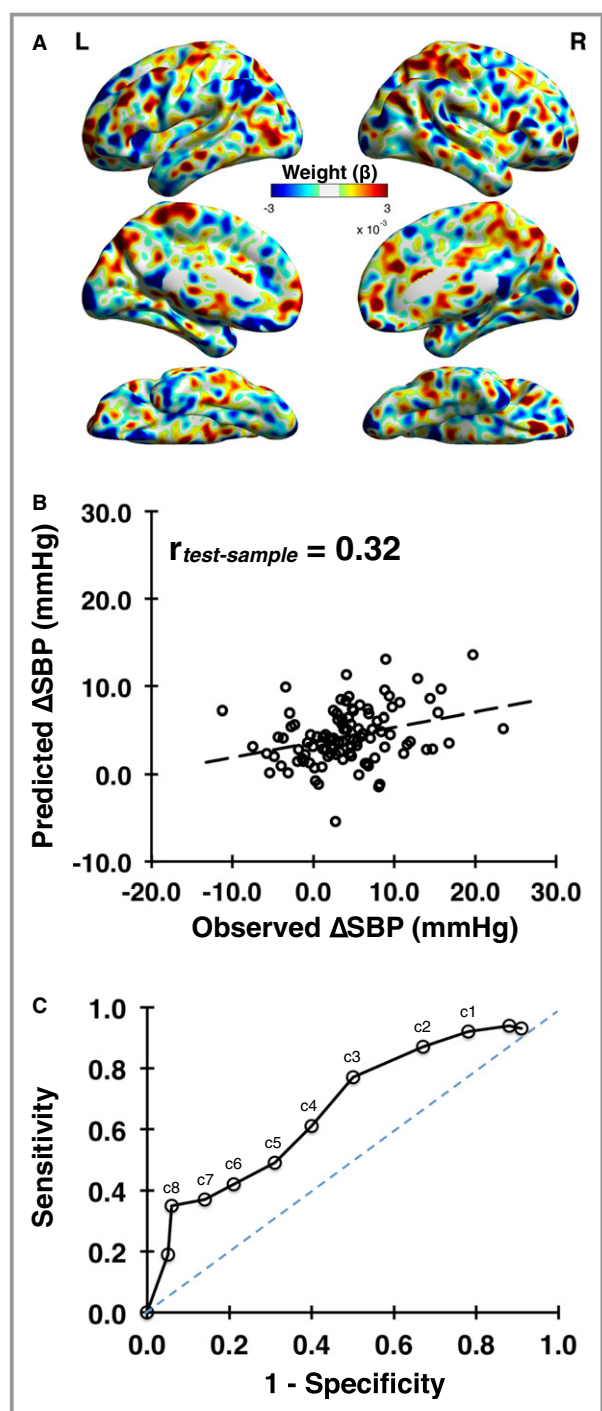 A L R
Weight (β)
-3 3
x 10⁻³
B
30.0
r test-sample = 0.32
20.0
10.0
0.0
-10.0
Predicted ΔSBP (mmHg)
-20.0 -10.0 0.0 10.0 20.0 30.0
Observed ΔSBP (mmHg)
C
1.0
0.8
0.6
0.4
0.2
0.0
Sensitivity
c1
c2
c3
c4
c5
c6
c7
c8
0.0 0.2 0.4 0.6 0.8 1.0
1 - Specificity